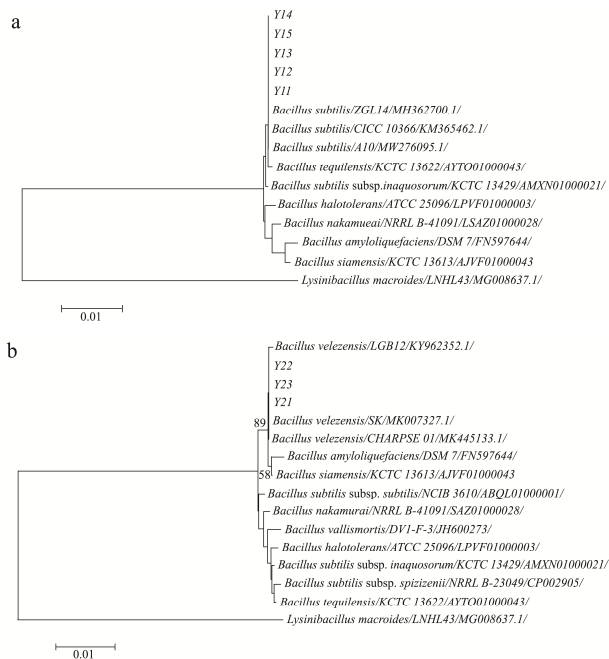 a
Y14
Y15
Y13
Y12
Y11
Bacillus subtilis/ZGL14/MH362700.1/
Bacillus subtilis/CICC 10366/KM365462.1/
Bacillus subtilis/A10/MW276095.1/
Bacillus tequilensis/KCTC 13622/AYTO01000043/
Bacillus subtilis subsp.inaquosorum/KCTC 13429/AMXN01000021/
Bacillus halotolerans/ATCC 25096/LPVF01000003/
Bacillus nakamueai/NRRL B-41091/LSAZ01000028/
Bacillus amyloliquefaciens/DSM 7/FN597644/
Bacillus siamensis/KCTC 13613/AJVF01000043
Lysinibacillus macroides/LNHL43/MG008637.1/
0.01
b
Bacillus velezensis/LGB12/KY962352.1/
Y22
Y23
Y21
89
Bacillus velezensis/SK/MK007327.1/
Bacillus velezensis/CHARPSE 01/MK445133.1/
Bacillus amyloliquefaciens/DSM 7/FN597644/
58
Bacillus siamensis/KCTC 13613/AJVF01000043
Bacillus subtilis subsp. subtilis/NCIB 3610/ABQL01000001/
Bacillus nakamurai/NRRL B-41091/SAZ01000028/
Bacillus vallismortis/DV1-F-3/JH600273/
Bacillus halotolerans/ATCC 25096/LPVF01000003/
Bacillus subtilis subsp. inaquosorum/KCTC 13429/AMXN01000021/
Bacillus subtilis subsp. spizizenii/NRRL B-23049/CP002905/
Bacillus tequilensis/KCTC 13622/AYTO01000043/
Lysinibacillus macroides/LNHL43/MG008637.1/
0.01